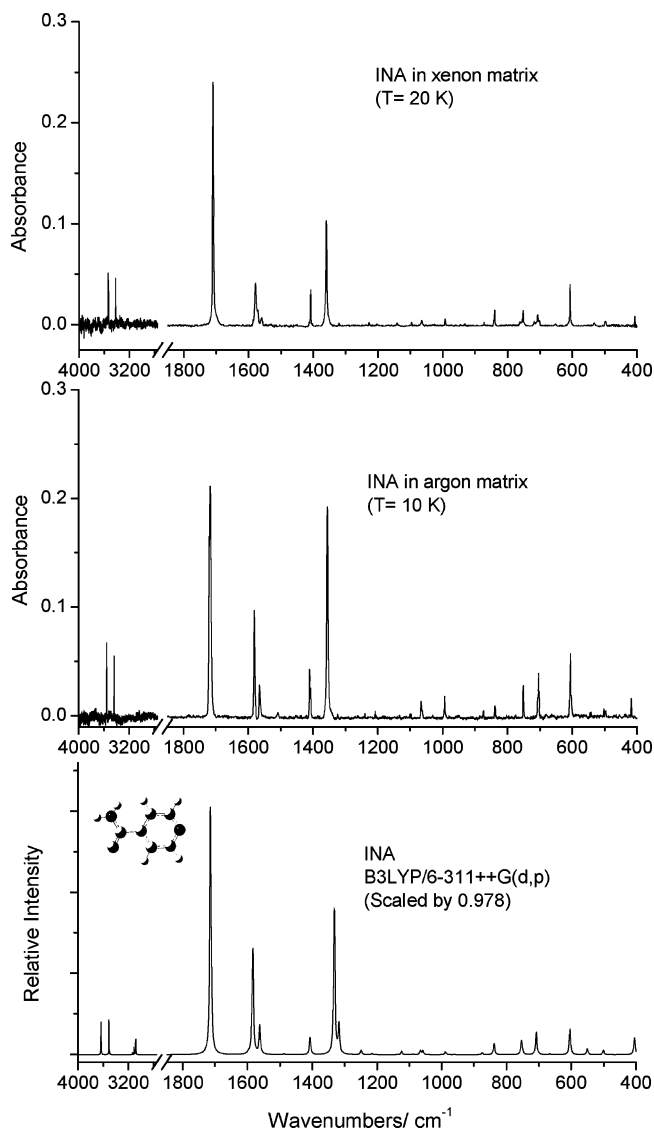 0.3
INA in xenon matrix
(T= 20 K)
0.2
Absorbance
0.1
0.0
4000 3200 1800 1600 1400 1200 1000 800 600 400
0.3
INA in argon matrix
(T= 10 K)
0.2
Absorbance
0.1
0.0
4000 3200 1800 1600 1400 1200 1000 800 600 400
INA
B3LYP/6-311++G(d,p)
(Scaled by 0.978)
Relative Intensity
4000 3200 1800 1600 1400 1200 1000 800 600 400
Wavenumbers/ cm⁻¹